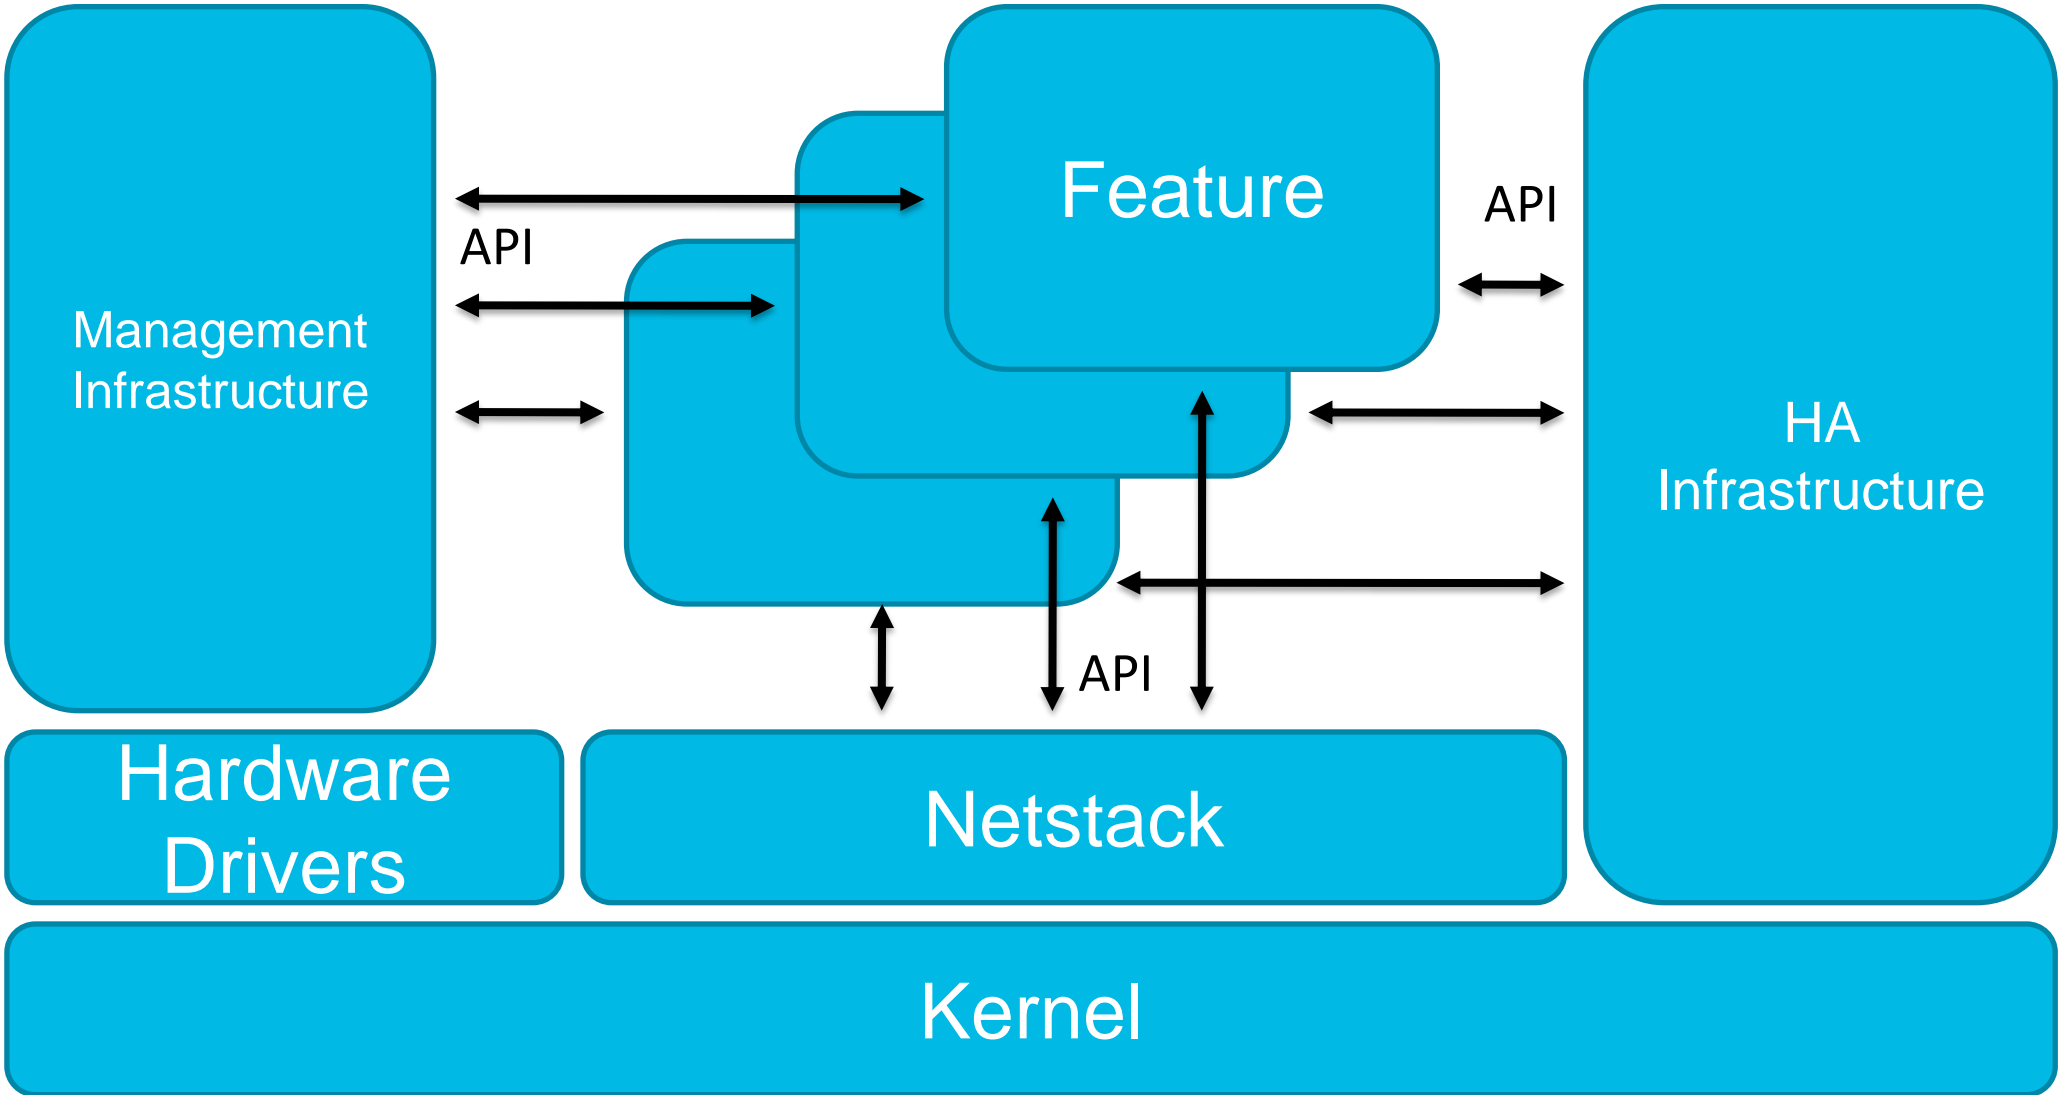 Feature
API
API
Management
Infrastructure
HA
Infrastructure
API
Hardware
Drivers
Netstack
Kernel